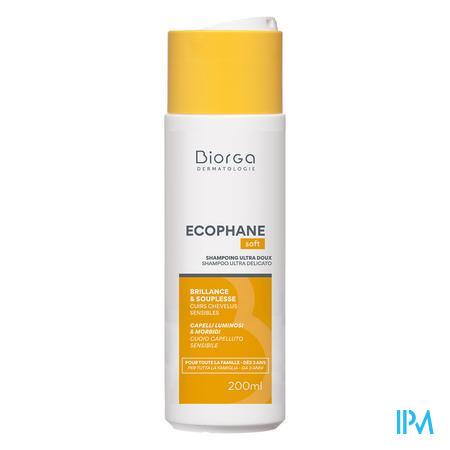 Biorga
DERMATOLOGIE
ECOPHANE
soft
SHAMPOING ULTRA DOUX
SHAMPOO ULTRA DELICATO
BRILLANCE
& SOUPLESSE
CUIRS CHEVELUS
SENSIBLES
CAPELLI LUMINOSI
& MORBIDI
CUOIO CAPELLUTO
SENSIBILE
POUR TOUTE LA FAMILLE - DÈS 3 ANS
PER TUTTA LA FAMIGLIA - DA 3 ANNI
200ml
IPM